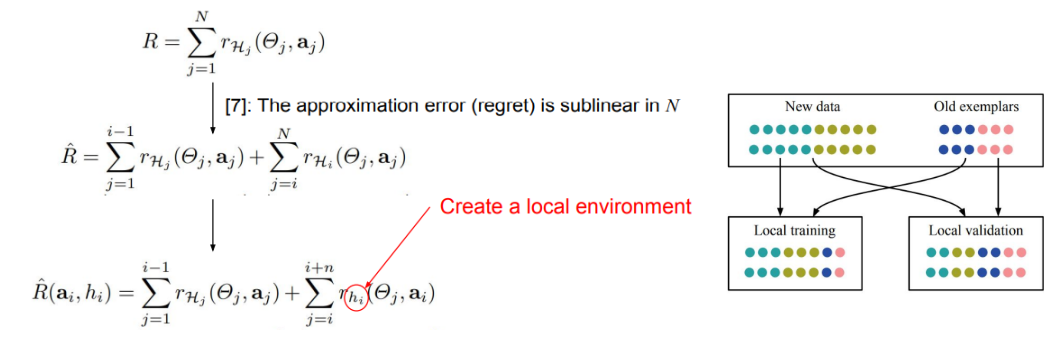 R = \sum_{j=1}^{N} r_{\mathcal{H}_j}(\Theta_j, \mathbf{a}_j)
[7]: The approximation error (regret) is sublinear in N
\hat{R} = \sum_{j=1}^{i-1} r_{\mathcal{H}_j}(\Theta_j, \mathbf{a}_j) + \sum_{j=i}^{N} r_{\mathcal{H}_i}(\Theta_j, \mathbf{a}_j)
Create a local environment
\hat{R}(\mathbf{a}_i, h_i) = \sum_{j=1}^{i-1} r_{\mathcal{H}_j}(\Theta_j, \mathbf{a}_j) + \sum_{j=i}^{i+n} r_{h_i}(\Theta_j, \mathbf{a}_i)
New data
Old exemplars
Local training
Local validation